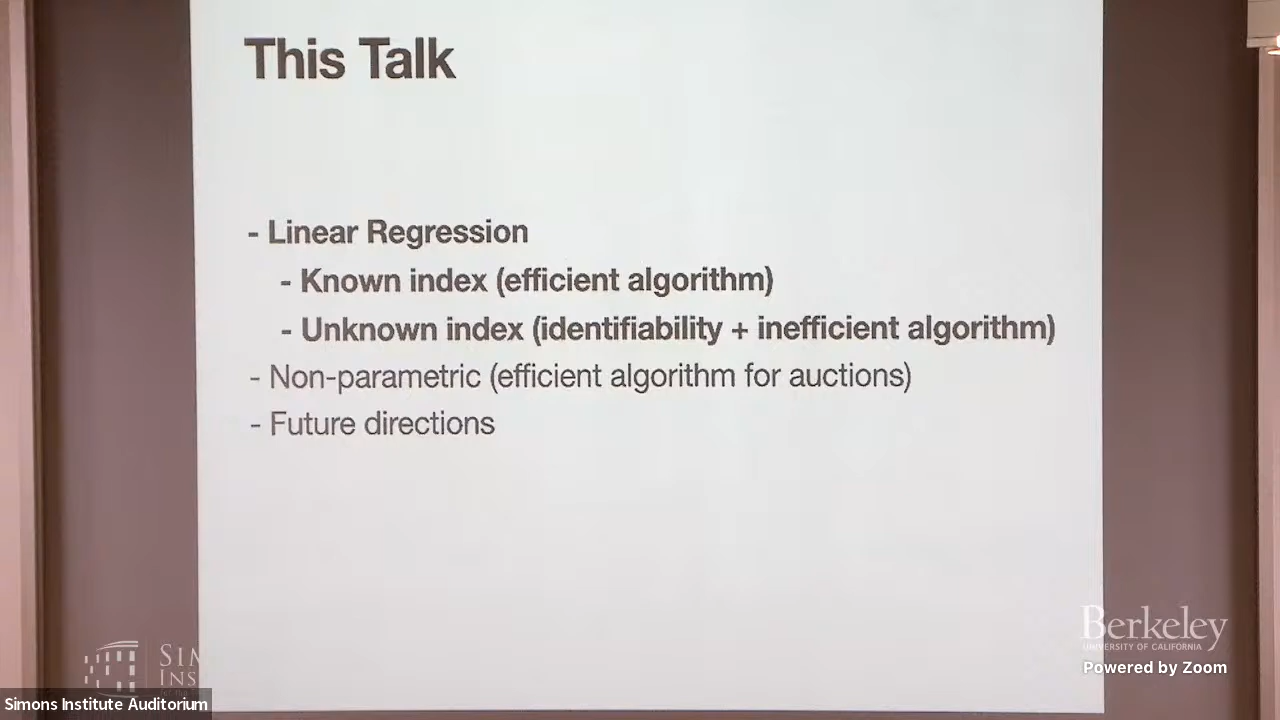 This Talk
- Linear Regression
- Known index (efficient algorithm)
- Unknown index (identifiability + inefficient algorithm)
- Non-parametric (efficient algorithm for auctions)
- Future directions
Berkeley
UNIVERSITY OF CALIFORNIA
Powered by Zoom
Simons Institute Auditorium